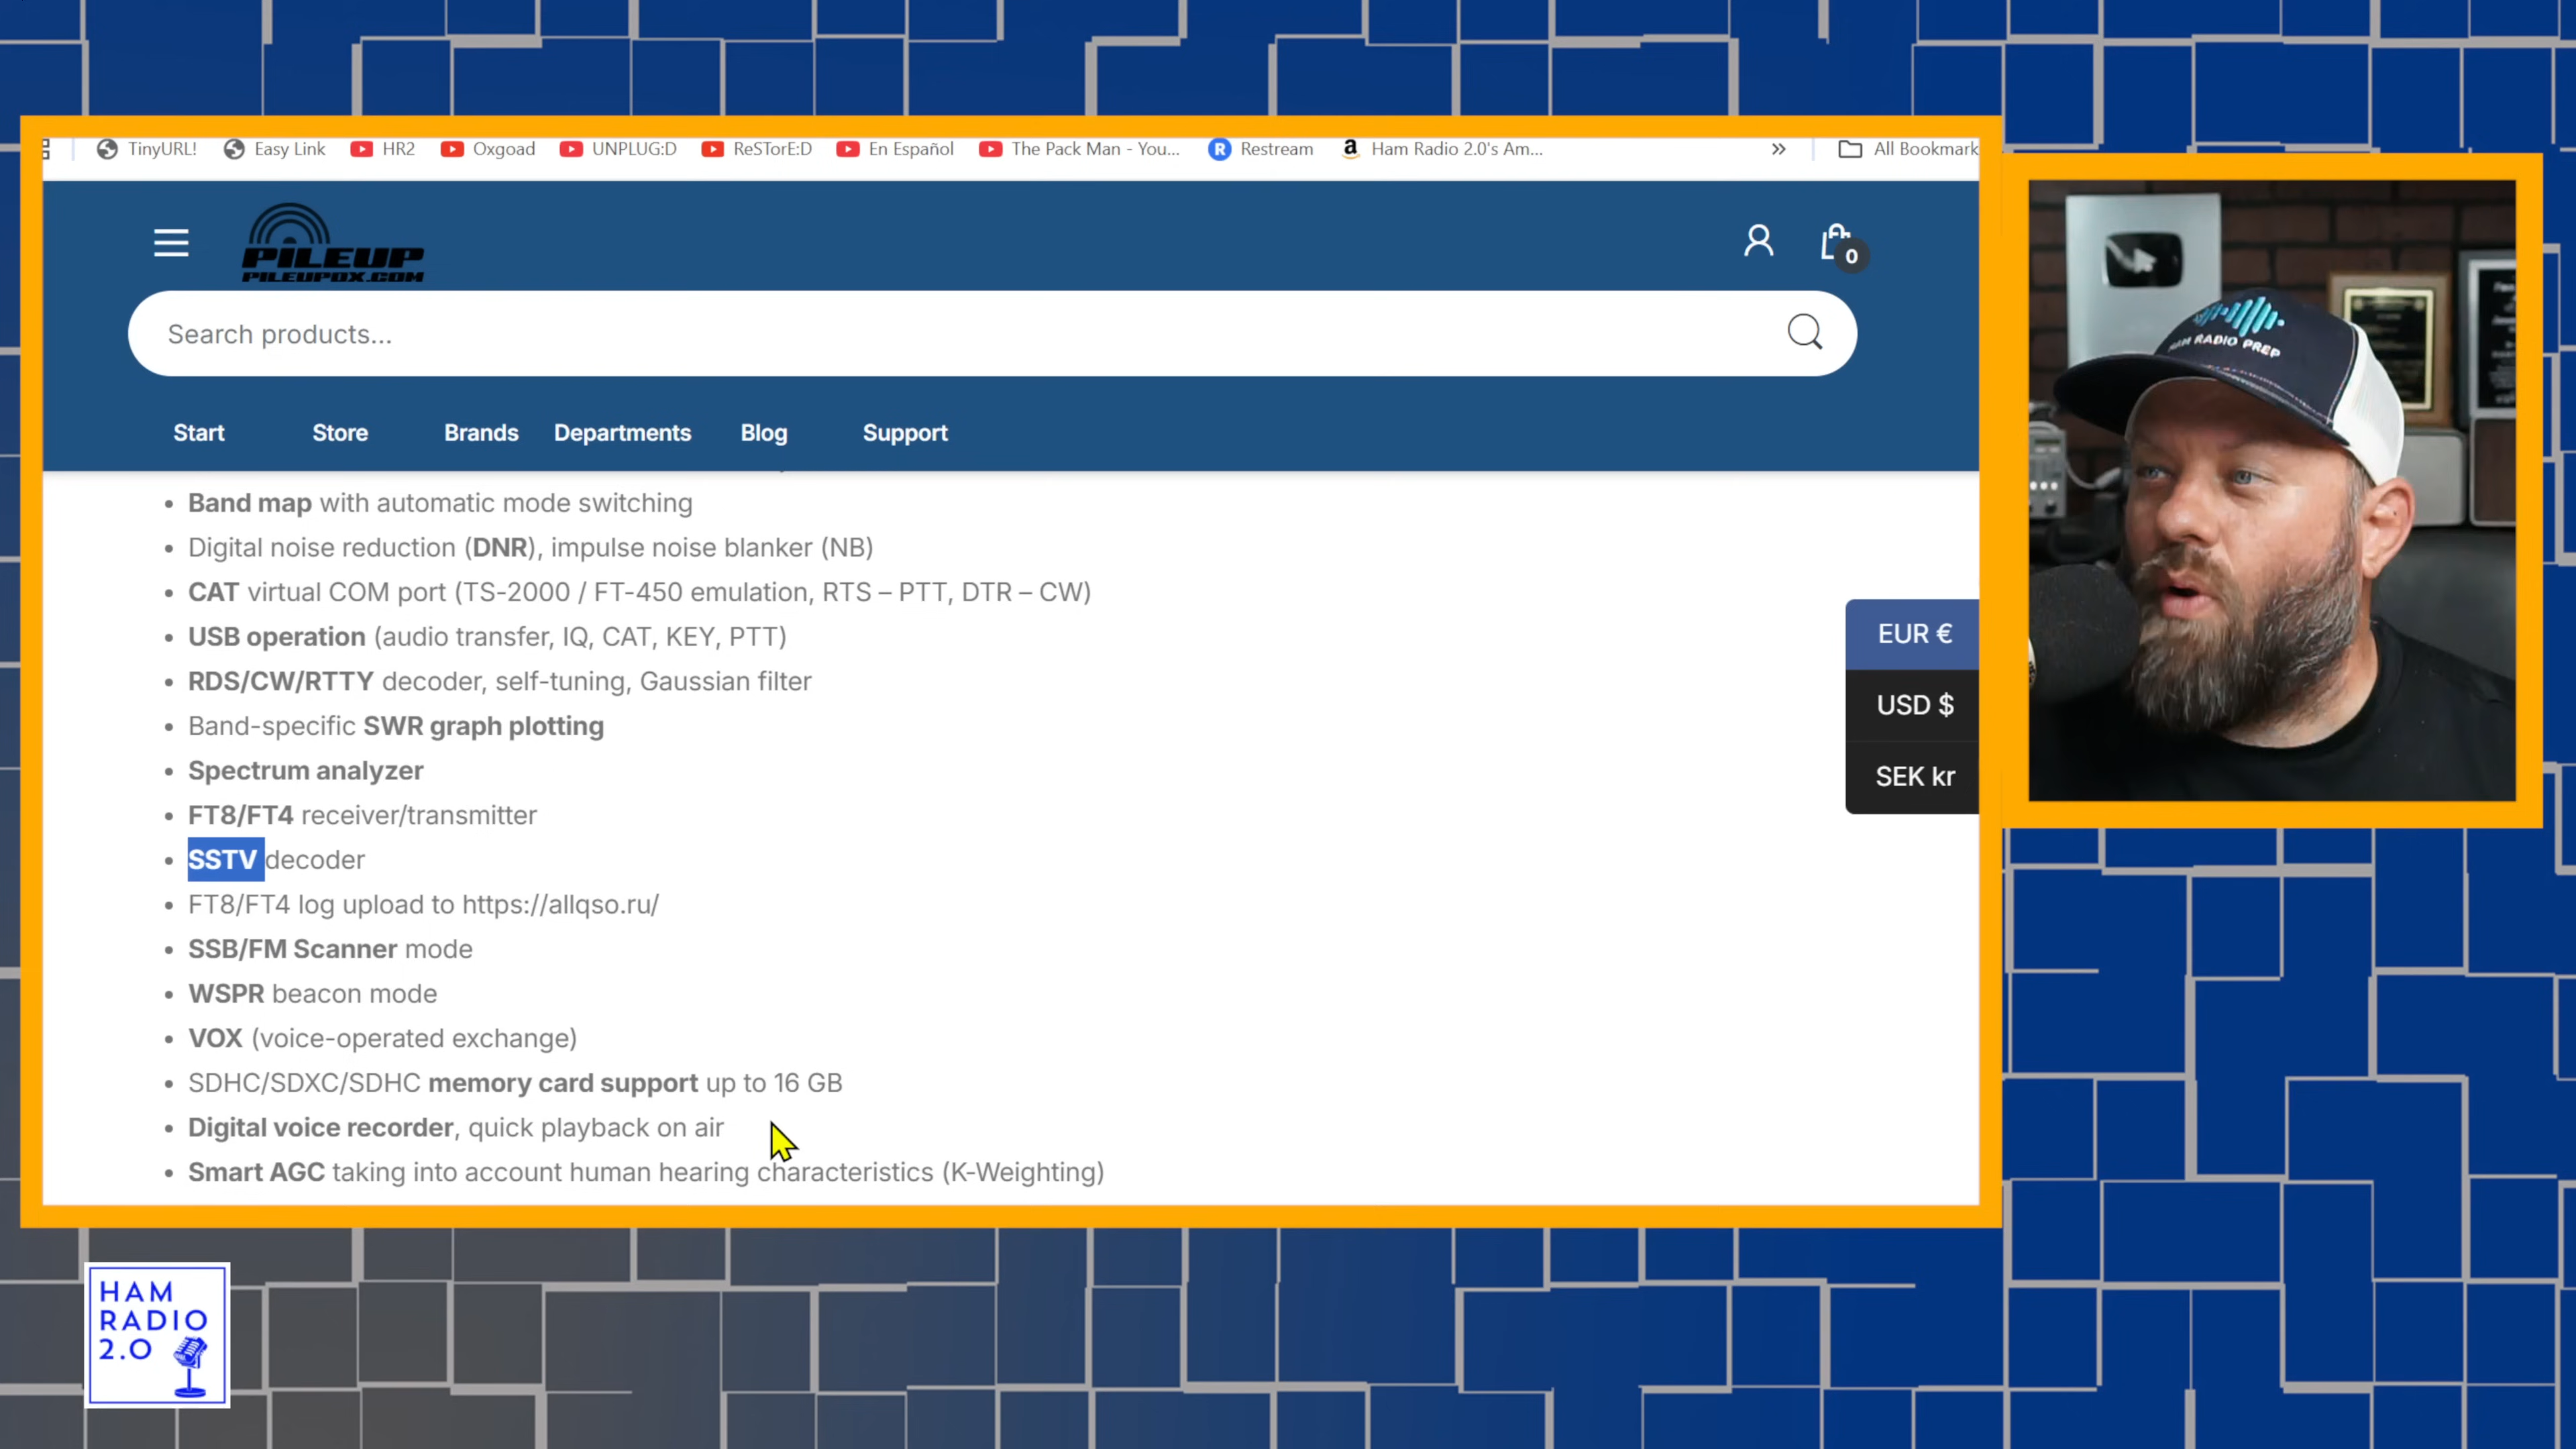 TinyURL! Easy Link HR2 Oxgoad UNPLUG:D ReSTorE:D En Español The Pack Man - You... R Restream a Ham Radio 2.0's Am... » All Bookmark
PILEUP
PILEUPDX.COM
0
Search products...
Start Store Brands Departments Blog Support
Band map with automatic mode switching
Digital noise reduction (DNR), impulse noise blanker (NB)
CAT virtual COM port (TS-2000 / FT-450 emulation, RTS – PTT, DTR – CW)
USB operation (audio transfer, IQ, CAT, KEY, PTT)
RDS/CW/RTTY decoder, self-tuning, Gaussian filter
Band-specific SWR graph plotting
Spectrum analyzer
FT8/FT4 receiver/transmitter
SSTV decoder
FT8/FT4 log upload to https://allqso.ru/
SSB/FM Scanner mode
WSPR beacon mode
VOX (voice-operated exchange)
SDHC/SDXC/SDHC memory card support up to 16 GB
Digital voice recorder, quick playback on air
Smart AGC taking into account human hearing characteristics (K-Weighting)
EUR €
USD $
SEK kr
HAM RADIO PREP
HAM
RADIO
2.0